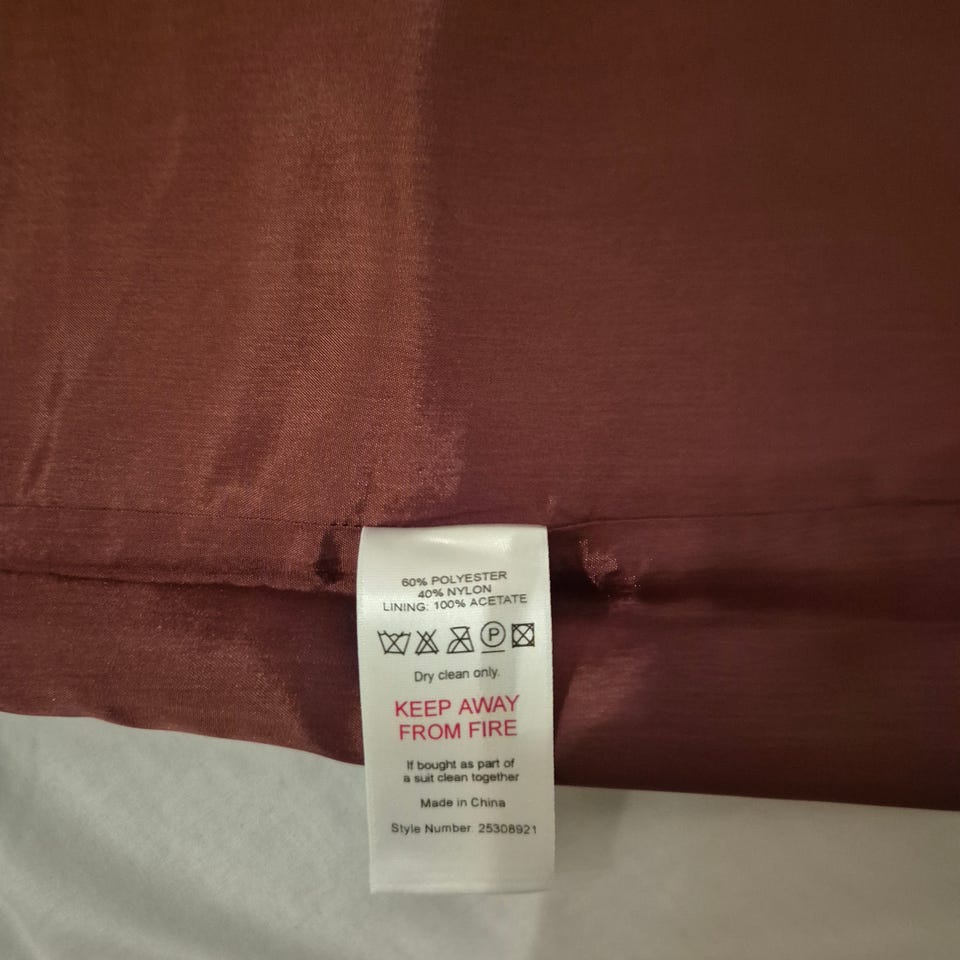 60% POLYESTER
40% NYLON
LINING: 100% ACETATE
P
Dry clean only.
KEEP AWAY
FROM FIRE
If bought as part of
a suit clean together
Made in China
Style Number. 25308921